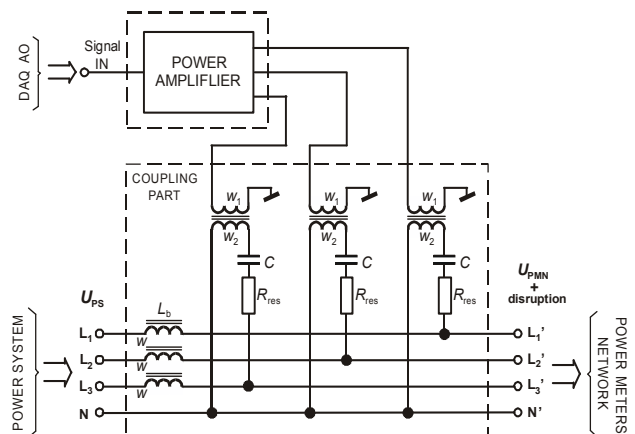 DAQ AO
Signal
IN
POWER
AMPLIFLIER
COUPLING
PART
w1
w1
w1
w2
w2
w2
C
C
C
Rres
Rres
Rres
UPS
UPMN
+
disruption
Lb
L1
L1'
w
L2
L2'
w
L3
L3'
w
N
N'
POWER SYSTEM
POWER METERS
NETWORK